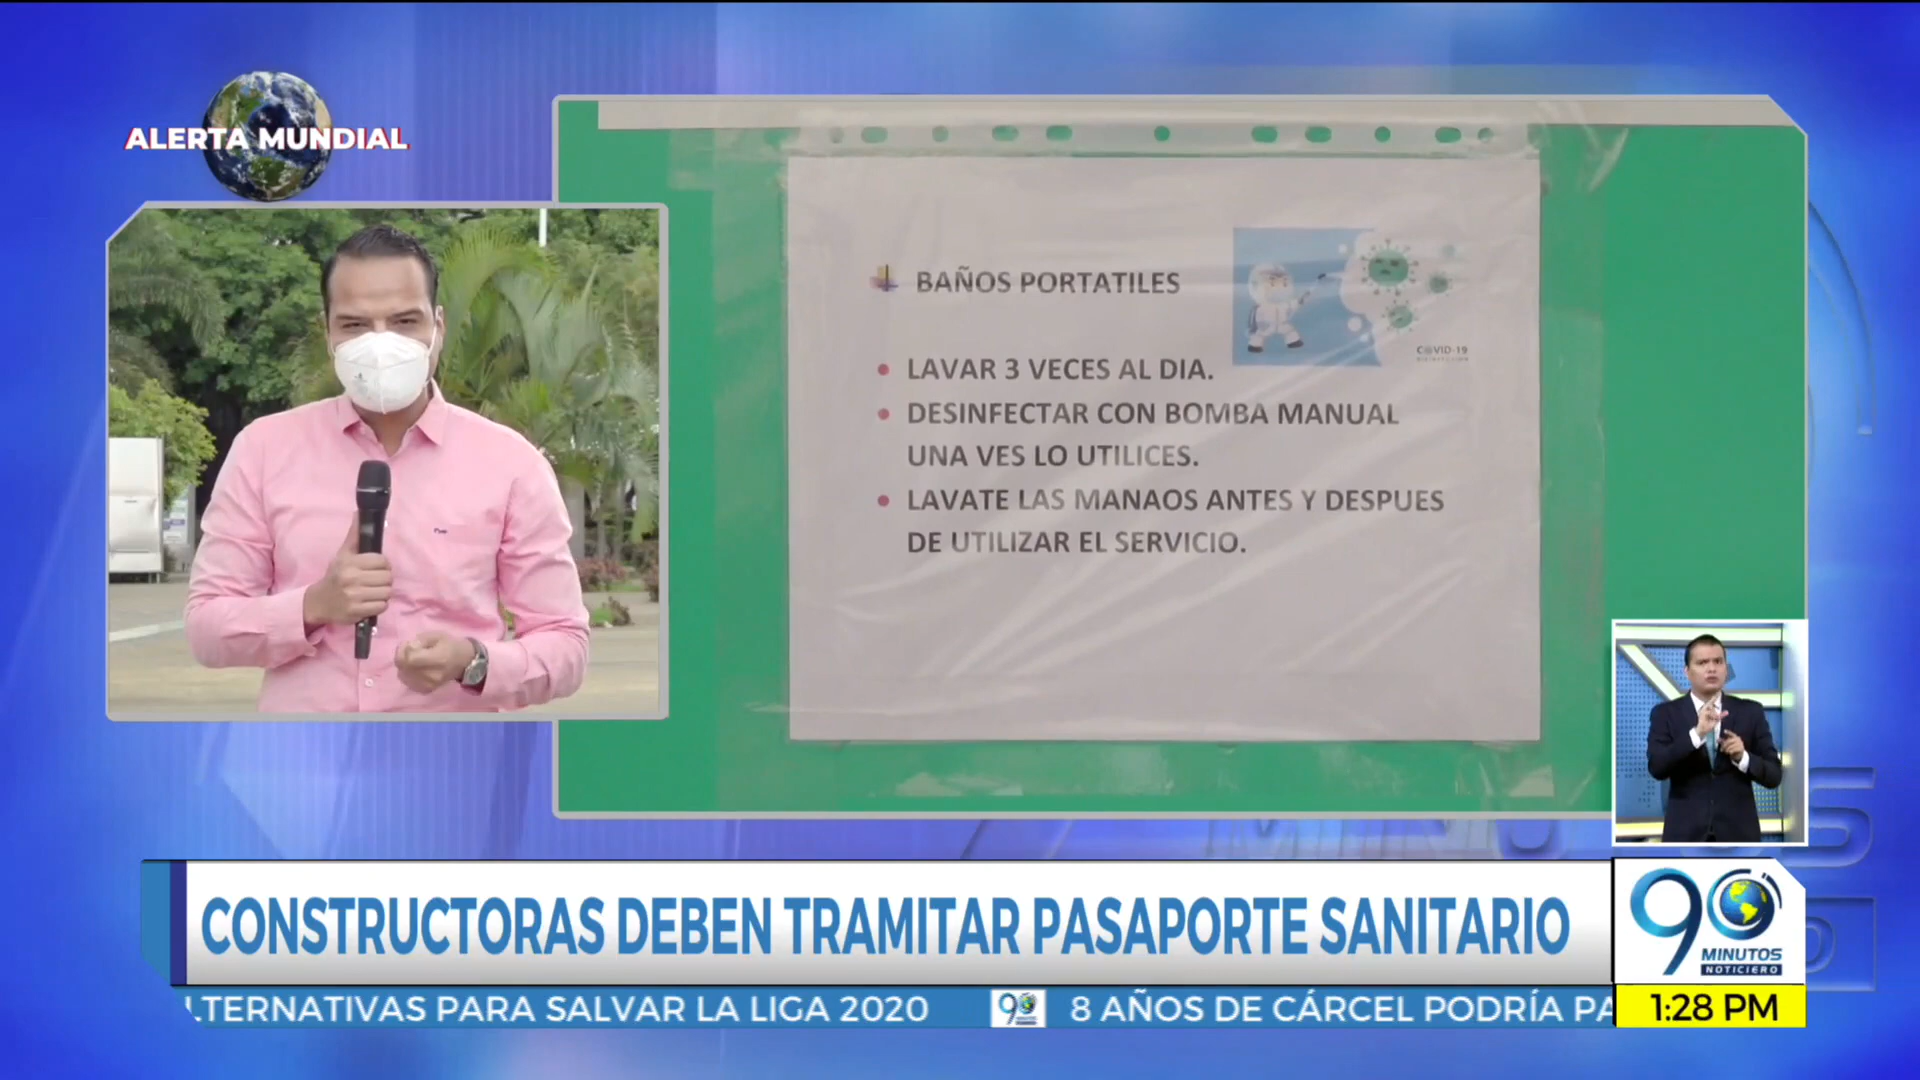 ALERTA MUNDIAL
BAÑOS PORTATILES
COVID-19
LAVAR 3 VECES AL DIA.
DESINFECTAR CON BOMBA MANUAL
UNA VES LO UTILICES.
LAVATE LAS MANAOS ANTES Y DESPUES
DE UTILIZAR EL SERVICIO.
CONSTRUCTORAS DEBEN TRAMITAR PASAPORTE SANITARIO
90
MINUTOS
NOTICIERO
LTERNATIVAS PARA SALVAR LA LIGA 2020 90 8 AÑOS DE CÁRCEL PODRÍA PA
1:28 PM